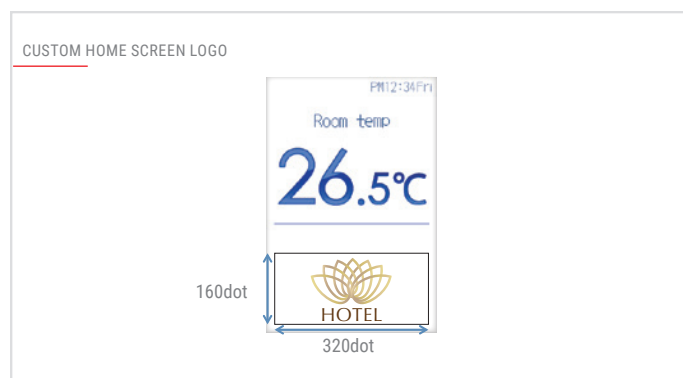 CUSTOM HOME SCREEN LOGO
PM12:34Fri
Room temp
26.5℃
160dot
HOTEL
320dot